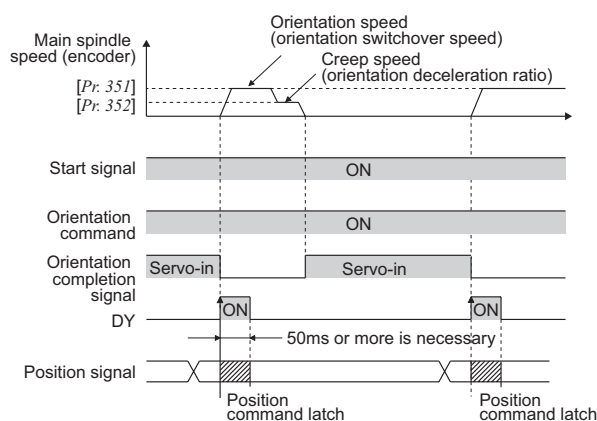 Orientation speed
(orientation switchover speed)
Main spindle
speed (encoder)
Creep speed
(orientation deceleration ratio)
[Pr. 351]
[Pr. 352]
Start signal
ON
Orientation
command
ON
Orientation
completion
signal
Servo-in
Servo-in
DY
ON
ON
50ms or more is necessary
Position signal
Position
command latch
Position
command latch